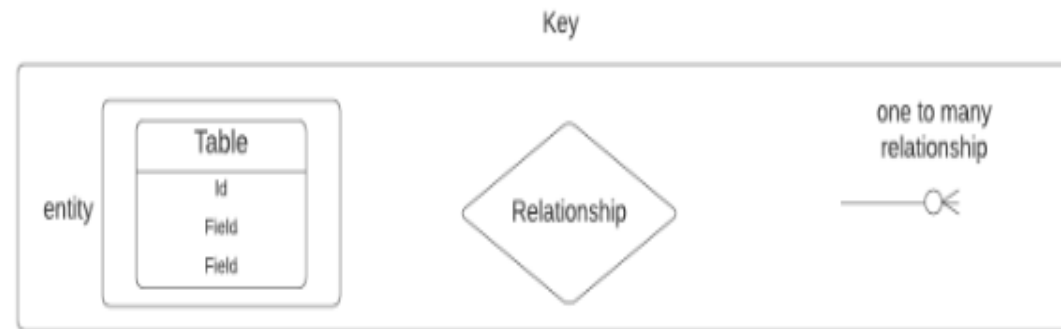 Key
entity
Table
Id
Field
Field
Relationship
one to many
relationship